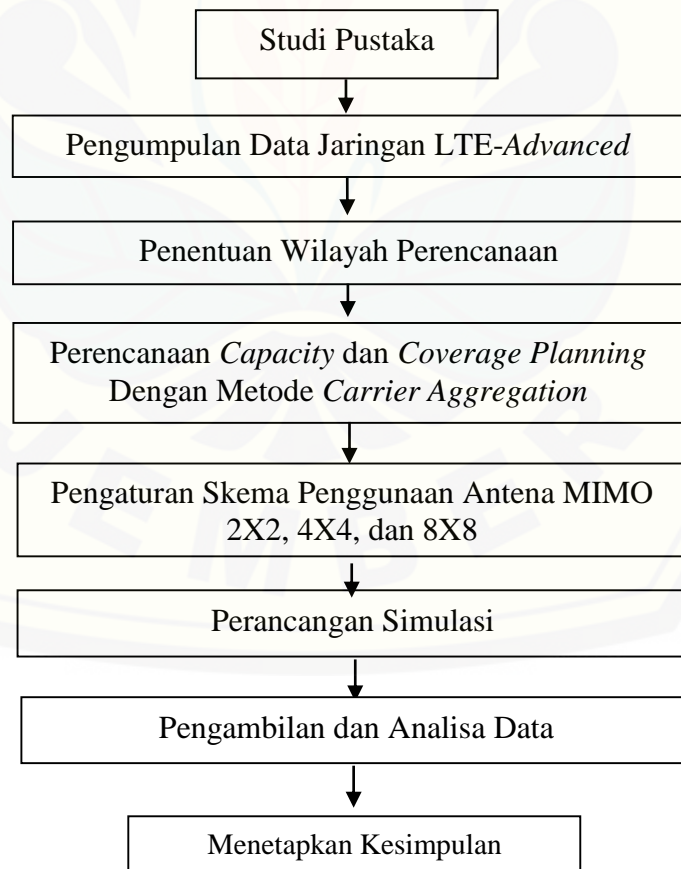 Studi Pustaka
Pengumpulan Data Jaringan LTE-Advanced
Penentuan Wilayah Perencanaan
Perencanaan Capacity dan Coverage Planning
Dengan Metode Carrier Aggregation
Pengaturan Skema Penggunaan Antena MIMO
2X2, 4X4, dan 8X8
Perancangan Simulasi
Pengambilan dan Analisa Data
Menetapkan Kesimpulan
JEMBER